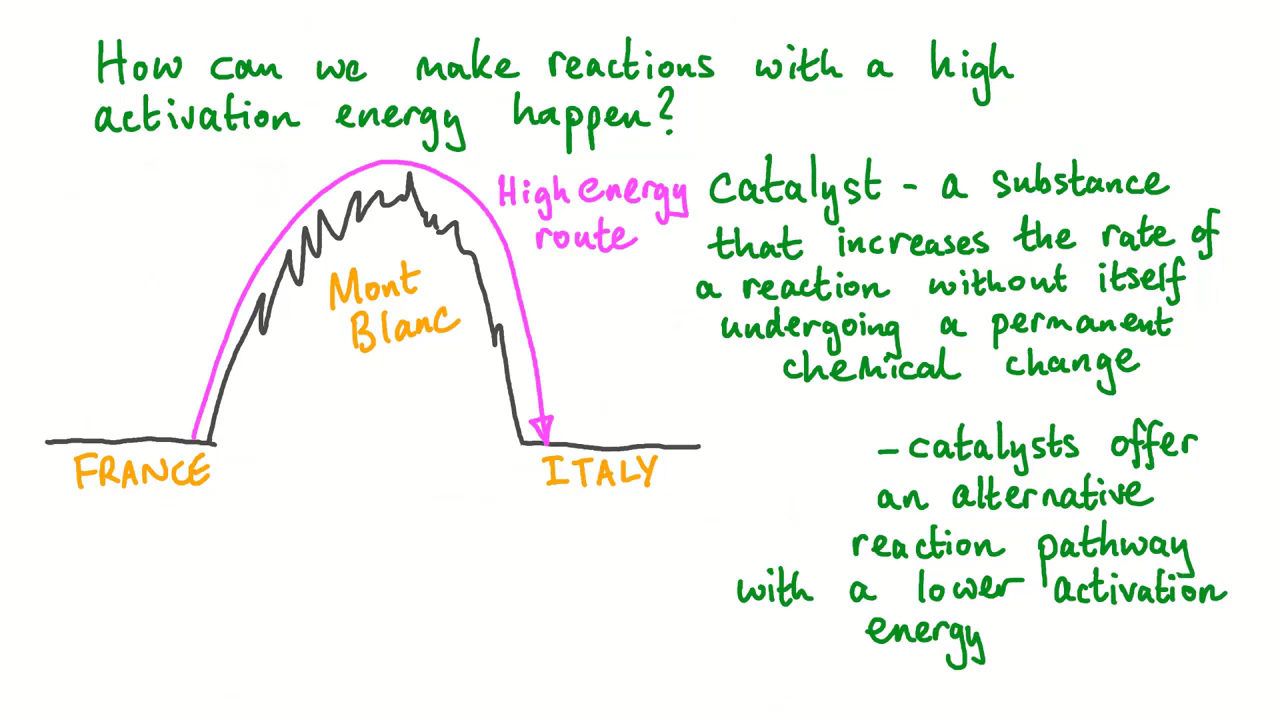 How can we make reactions with a high
activation energy happen?
High energy
route
Mont
Blanc
FRANCE
ITALY
Catalyst - a substance
that increases the rate of
a reaction without itself
undergoing a permanent
chemical change
- catalysts offer
an alternative
reaction pathway
with a lower activation
energy